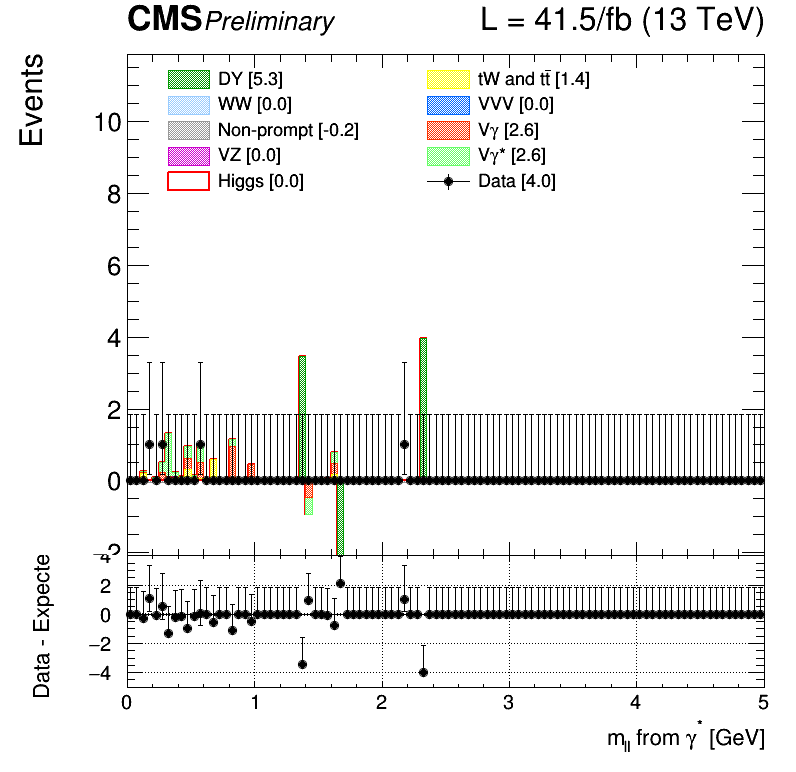 CMS Preliminary L = 41.5/fb (13 TeV)
Events
DY [5.3]
WW [0.0]
Non-prompt [-0.2]
VZ [0.0]
Higgs [0.0]
tW and tt̅ [1.4]
VVV [0.0]
Vγ [2.6]
Vγ* [2.6]
Data [4.0]
10
8
6
4
2
0
−2
Data - Expecte
4
2
0
−2
−4
0 1 2 3 4 5
m_ll from γ* [GeV]